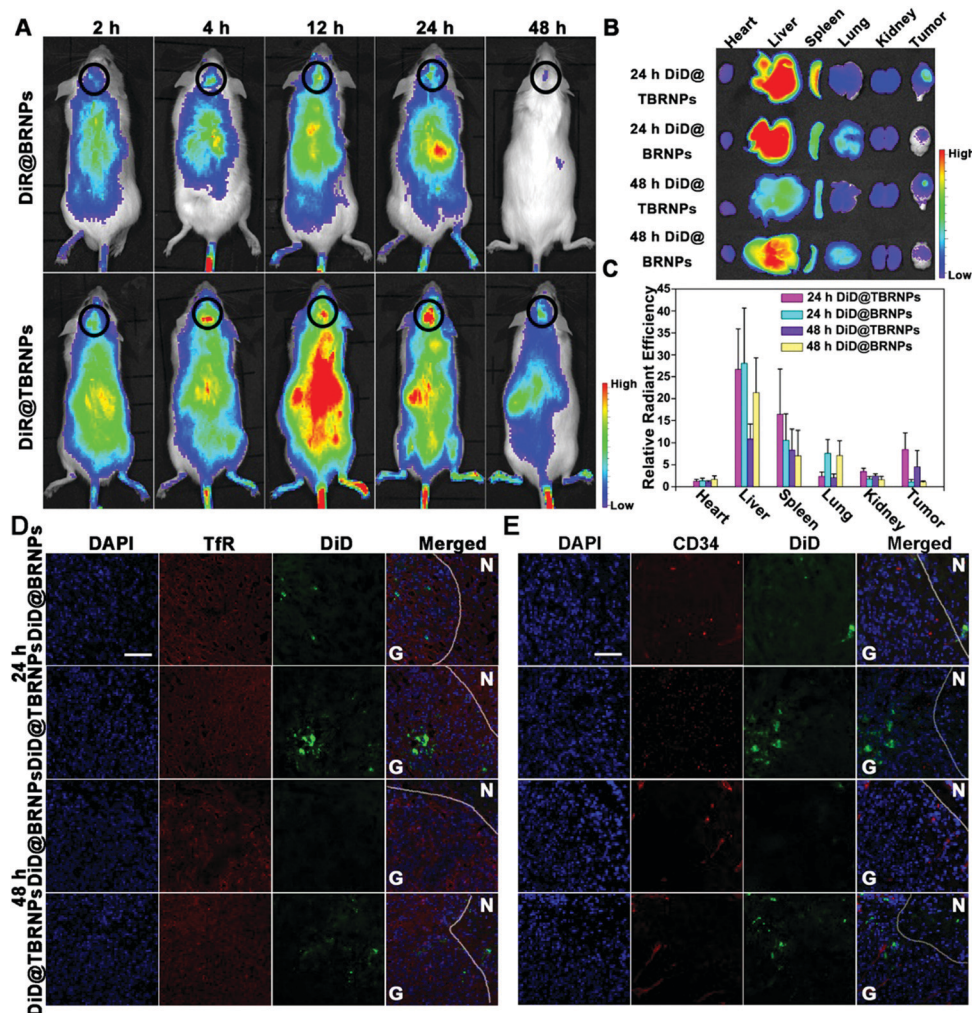 A
2 h 4 h 12 h 24 h 48 h
DiR@BRNPs
DiR@TBRNPs
High
Low
B
Heart Liver Spleen Lung Kidney Tumor
24 h DiD@
TBRNPs
24 h DiD@
BRNPs
48 h DiD@
TBRNPs
48 h DiD@
BRNPs
High
Low
C
Relative Radiant Efficiency
45
40
35
30
25
20
15
10
5
0
24 h DiD@TBRNPs
24 h DiD@BRNPs
48 h DiD@TBRNPs
48 h DiD@BRNPs
Heart Liver Spleen Lung Kidney Tumor
D
DAPI TfR DiD Merged
24 h
DiD@BRNPs
DiD@TBRNPs
48 h
DiD@BRNPs
DiD@TBRNPs
N
G
N
G
N
G
N
G
E
DAPI CD34 DiD Merged
N
G
N
G
N
G
N
G